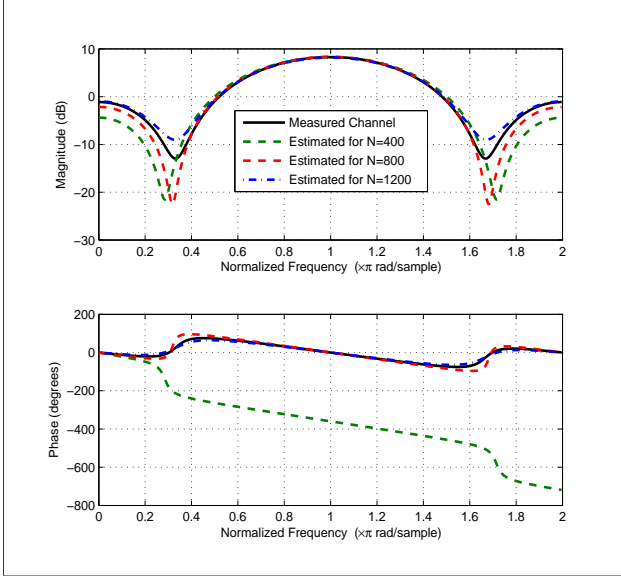 10
0
−10
−20
−30
Magnitude (dB)
Measured Channel
Estimated for N=400
Estimated for N=800
Estimated for N=1200
0 0.2 0.4 0.6 0.8 1 1.2 1.4 1.6 1.8 2
Normalized Frequency (×π rad/sample)
200
0
−200
−400
−600
−800
Phase (degrees)
0 0.2 0.4 0.6 0.8 1 1.2 1.4 1.6 1.8 2
Normalized Frequency (×π rad/sample)